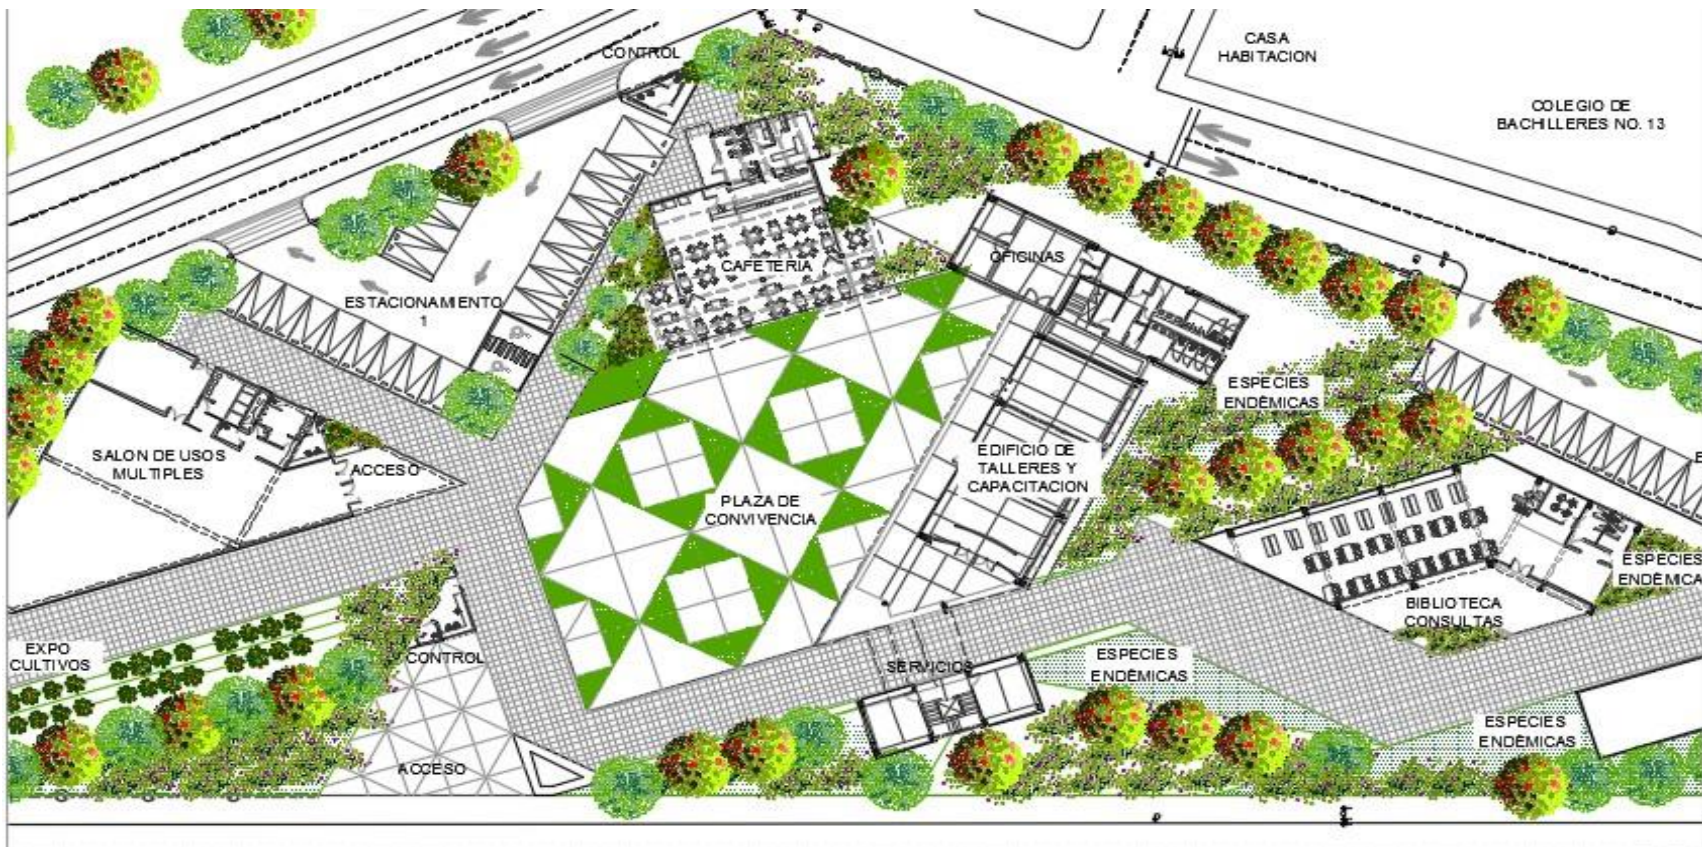 CONTROL
CASA
HABITACION
COLEGIO DE
BACHILLERES NO. 13
OFICINAS
CAFETERIA
ESTACIONAMIENTO
1
ESPECIES
ENDÉMICAS
SALON DE USOS
MULTIPLES
ACCESO
EDIFICIO DE
TALLERES Y
CAPACITACION
PLAZA DE
CONVIVENCIA
ESPECIES
ENDÉMICA
BIBLIOTECA
CONSULTAS
EXPO
CULTIVOS
CONTROL
SERVICIOS
ESPECIES
ENDÉMICAS
ESPECIES
ENDÉMICAS
ACCESO